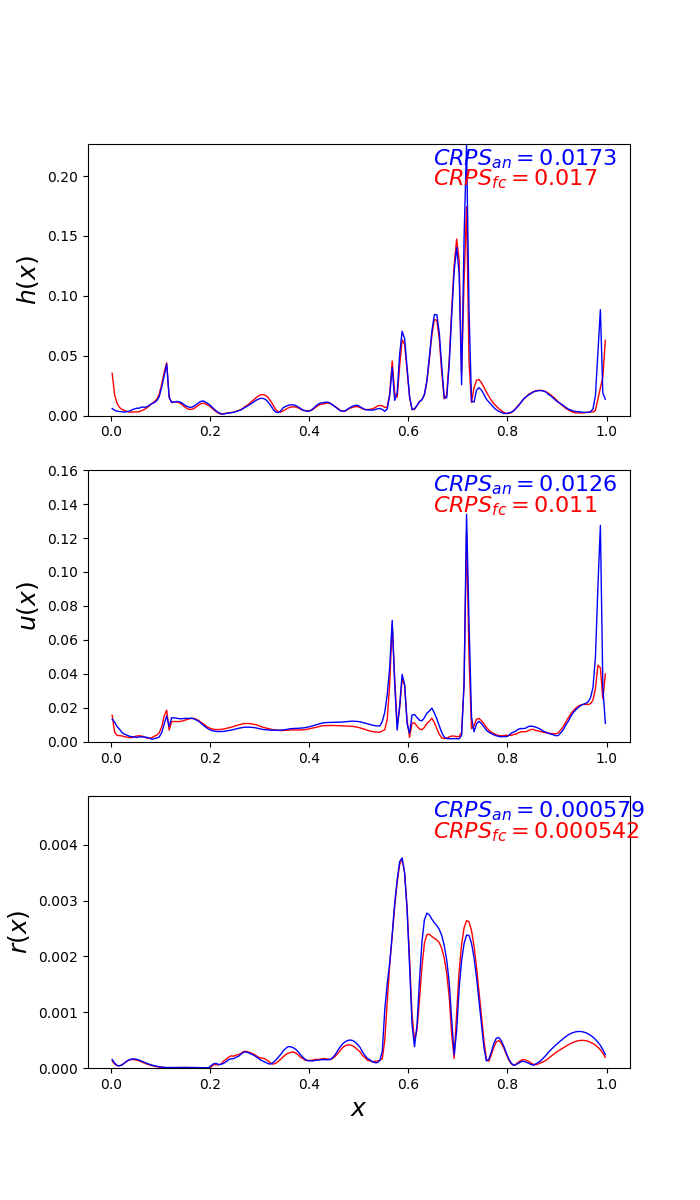 CRPS_an = 0.0173
CRPS_fc = 0.017
h(x)
0.20
0.15
0.10
0.05
0.00
0.0 0.2 0.4 0.6 0.8 1.0
CRPS_an = 0.0126
CRPS_fc = 0.011
u(x)
0.16
0.14
0.12
0.10
0.08
0.06
0.04
0.02
0.00
0.0 0.2 0.4 0.6 0.8 1.0
CRPS_an = 0.000579
CRPS_fc = 0.000542
r(x)
0.004
0.003
0.002
0.001
0.000
0.0 0.2 0.4 0.6 0.8 1.0
x